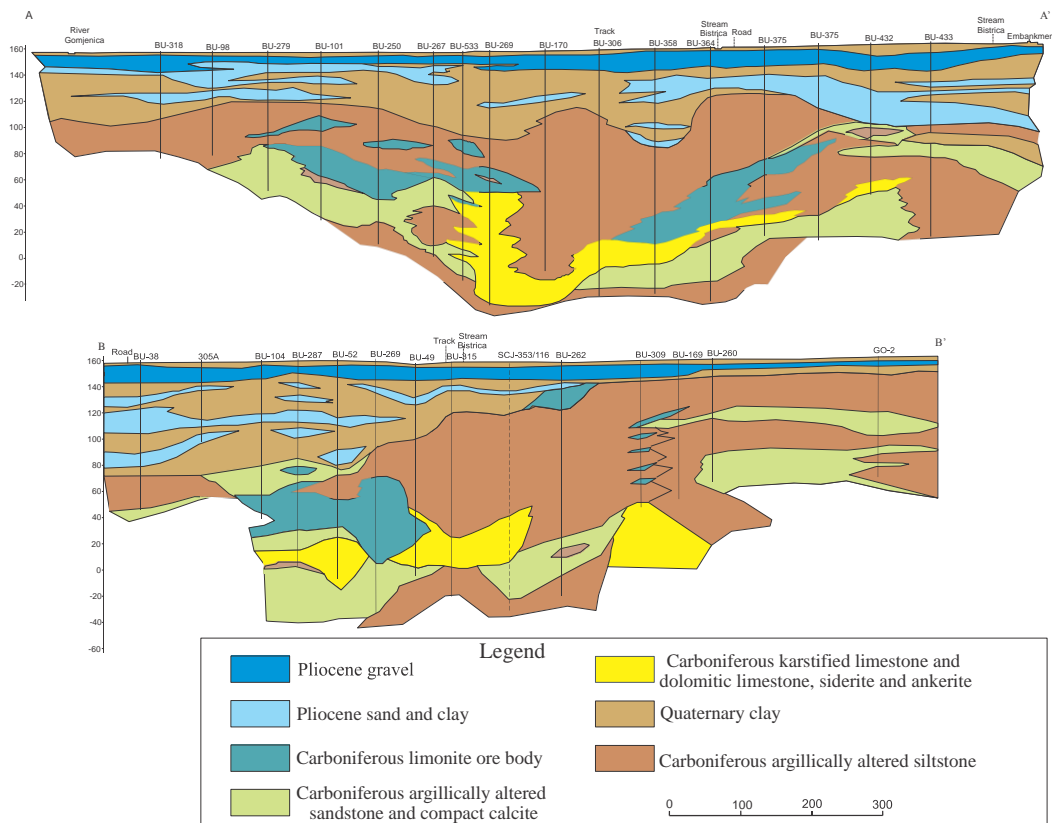 A
A'
River
Gomjenica
Track
Stream
Bistrica
Road
Stream
Bistrica
Embankmer
BU-318
BU-98
BU-279
BU-101
BU-250
BU-267
BU-533
BU-269
BU-170
BU-306
BU-358
BU-364
BU-375
BU-375
BU-432
BU-433
160
140
120
100
80
60
40
20
0
-20
B
B'
Road
Track
Stream
Bistrica
BU-38
305A
BU-104
BU-287
BU-52
BU-269
BU-49
BU-315
SCJ-353/116
BU-262
BU-309
BU-169
BU-260
GO-2
160
140
120
100
80
60
40
20
0
-20
-40
-60
Legend
Pliocene gravel
Pliocene sand and clay
Carboniferous limonite ore body
Carboniferous argillically altered
sandstone and compact calcite
Carboniferous karstified limestone and
dolomitic limestone, siderite and ankerite
Quaternary clay
Carboniferous argillically altered siltstone
0 100 200 300